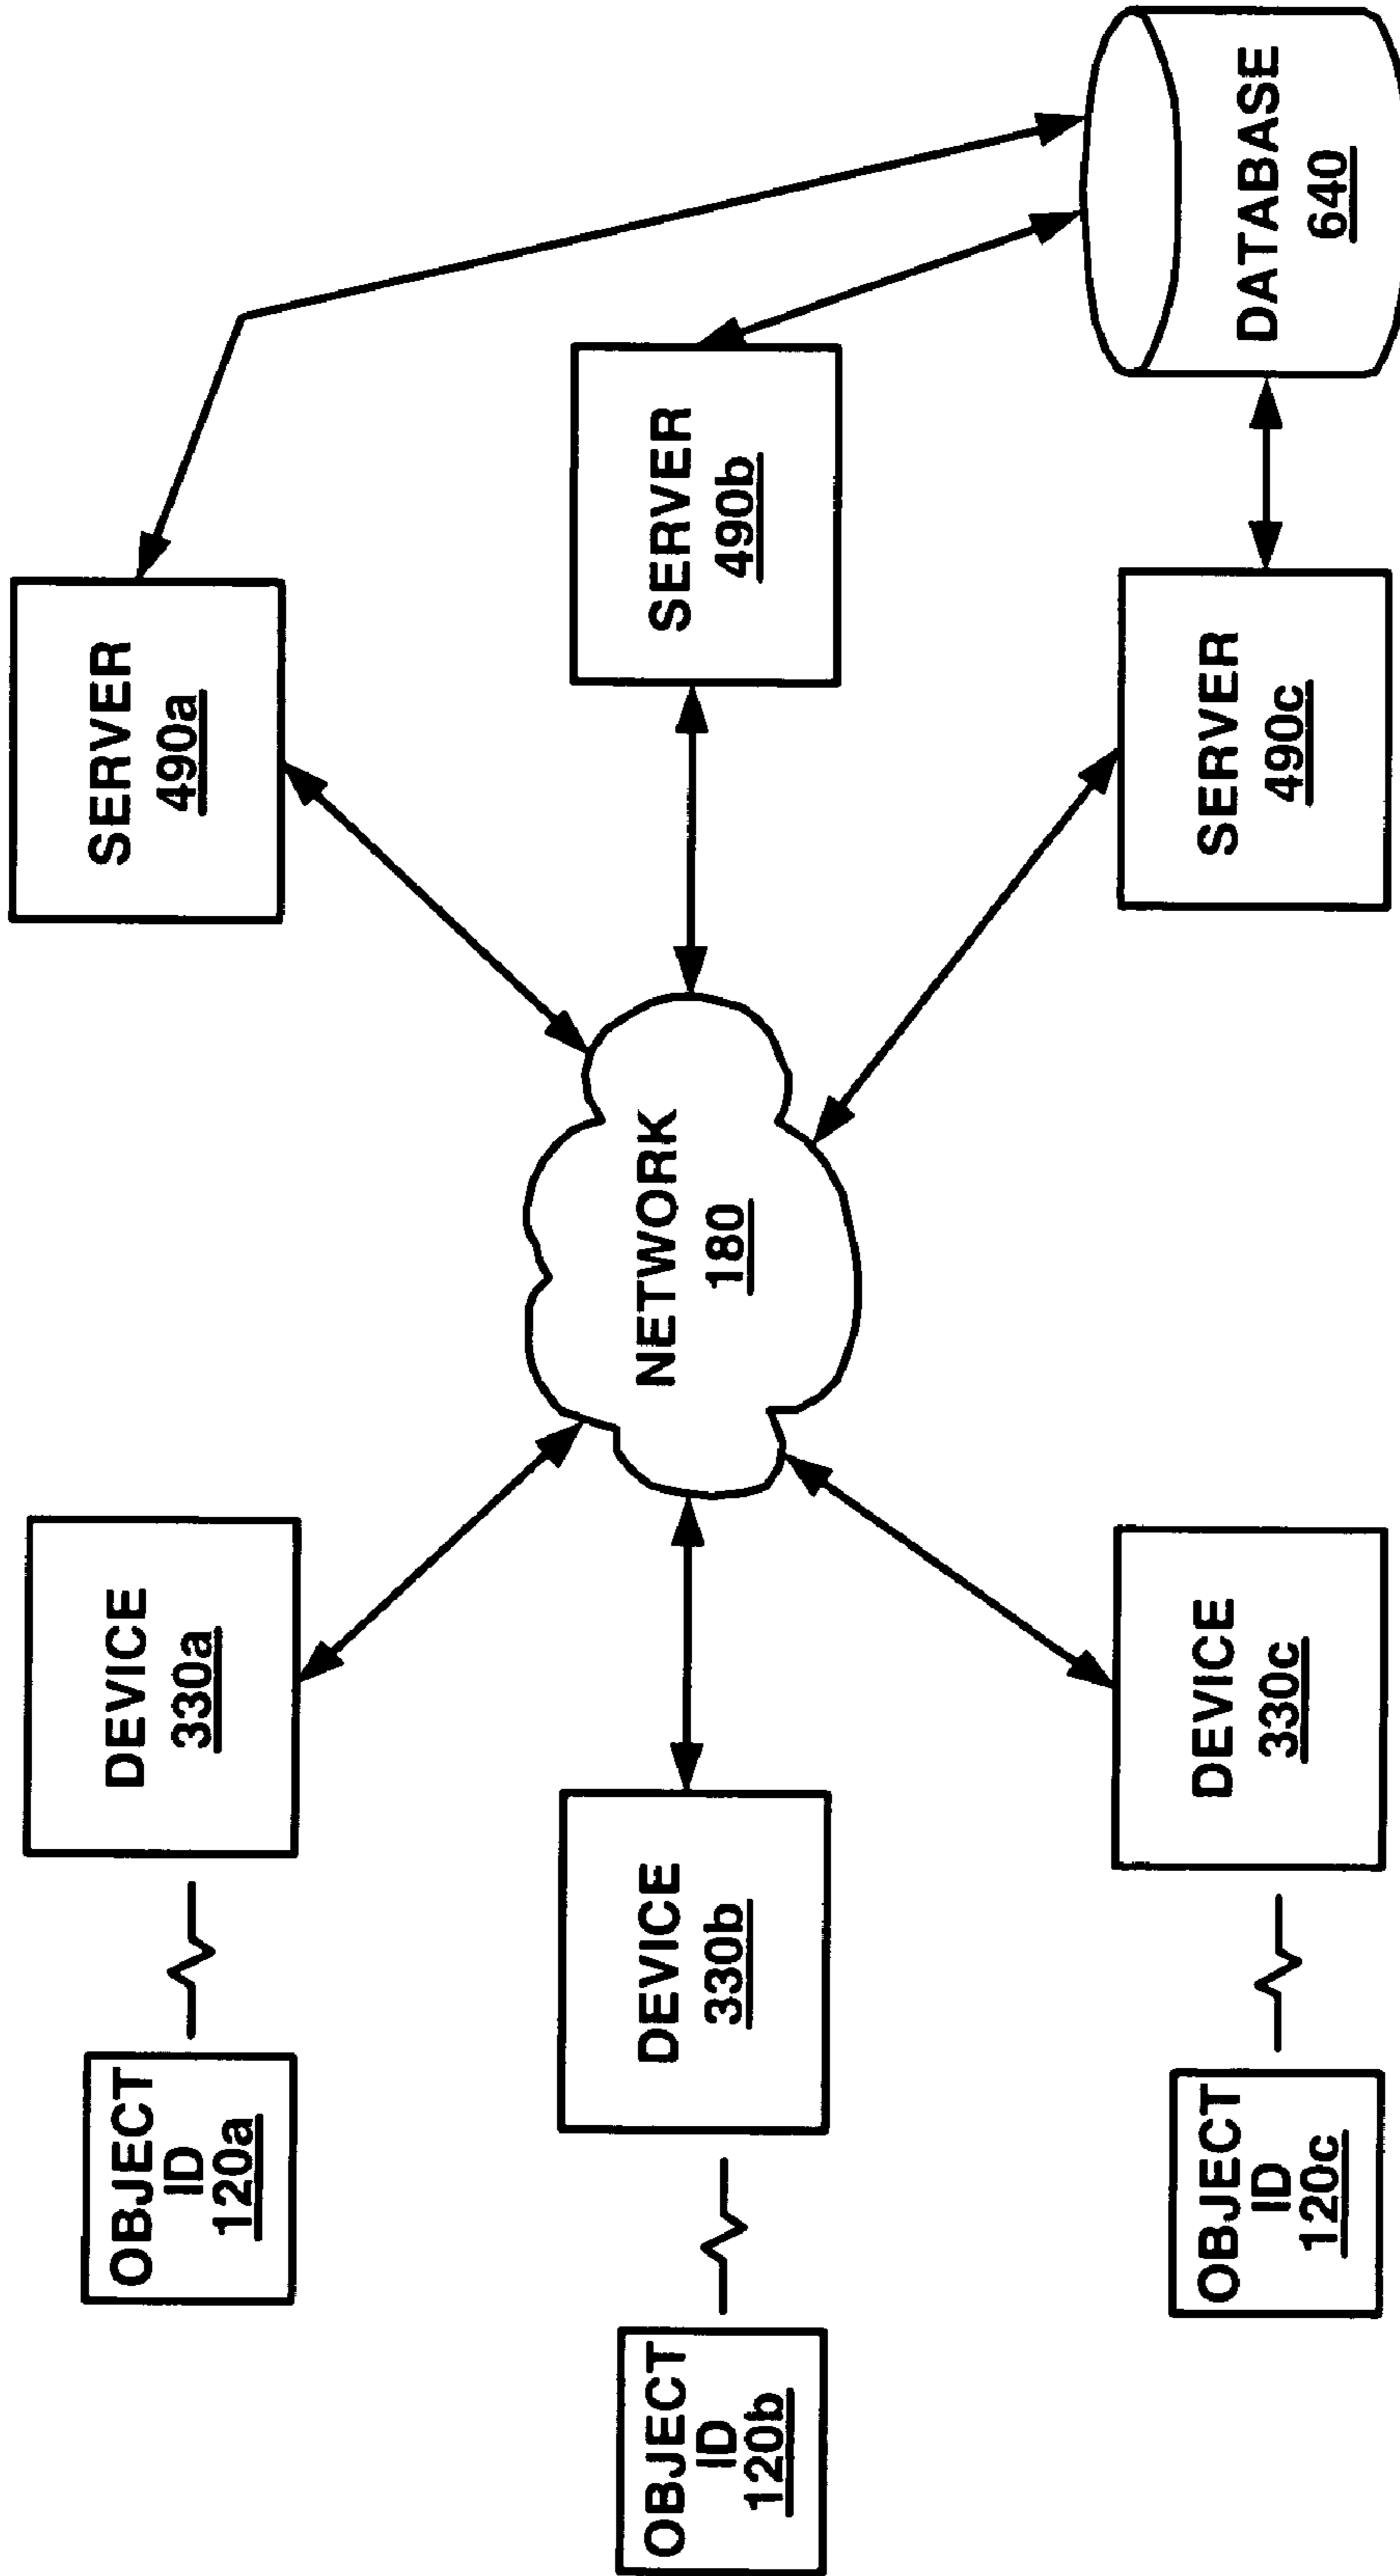 OBJECT
ID
120a
DEVICE
330a
SERVER
490a
OBJECT
ID
120b
DEVICE
330b
NETWORK
180
SERVER
490b
OBJECT
ID
120c
DEVICE
330c
SERVER
490c
DATABASE
640